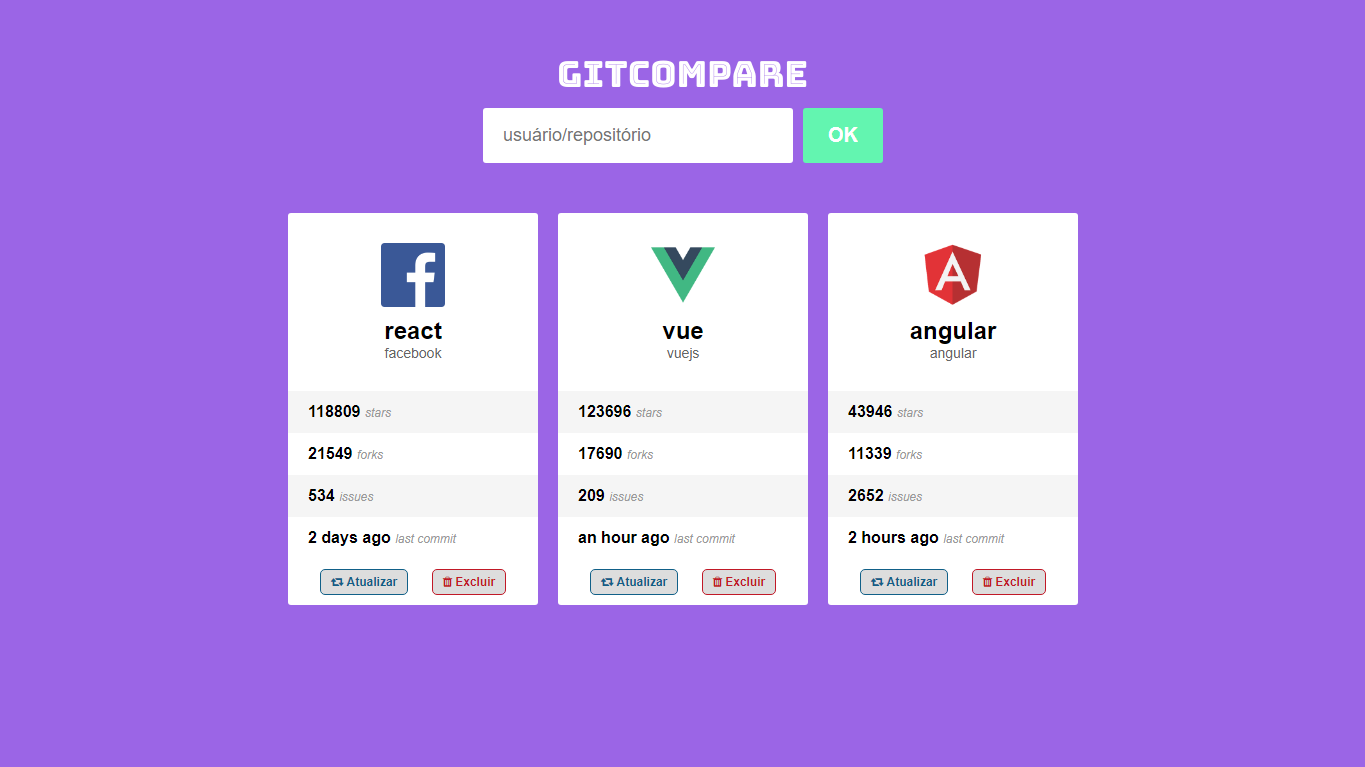 GITCOMPARE
usuário/repositório
OK
react
facebook
118809 stars
21549 forks
534 issues
2 days ago last commit
Atualizar Excluir
vue
vuejs
123696 stars
17690 forks
209 issues
an hour ago last commit
Atualizar Excluir
angular
angular
43946 stars
11339 forks
2652 issues
2 hours ago last commit
Atualizar Excluir